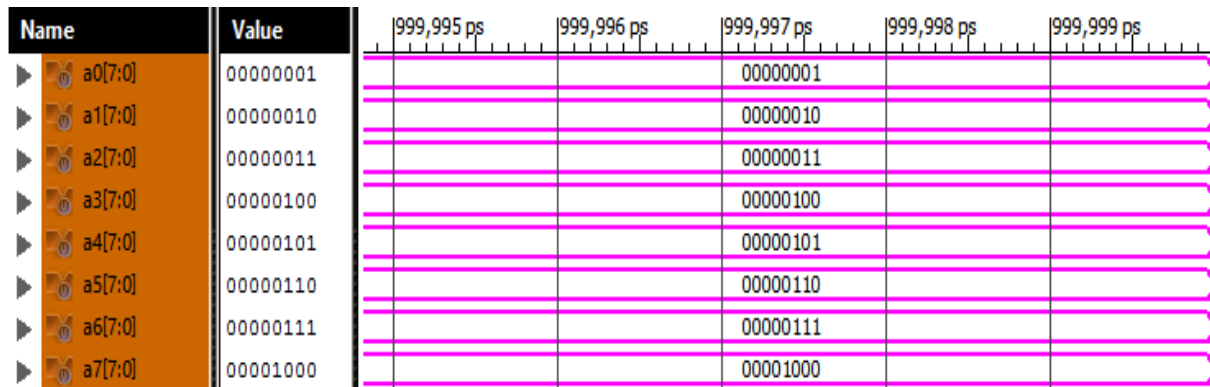 Name Value 999,995 ps 999,996 ps 999,997 ps 999,998 ps 999,999 ps
a0[7:0] 00000001 00000001
a1[7:0] 00000010 00000010
a2[7:0] 00000011 00000011
a3[7:0] 00000100 00000100
a4[7:0] 00000101 00000101
a5[7:0] 00000110 00000110
a6[7:0] 00000111 00000111
a7[7:0] 00001000 00001000